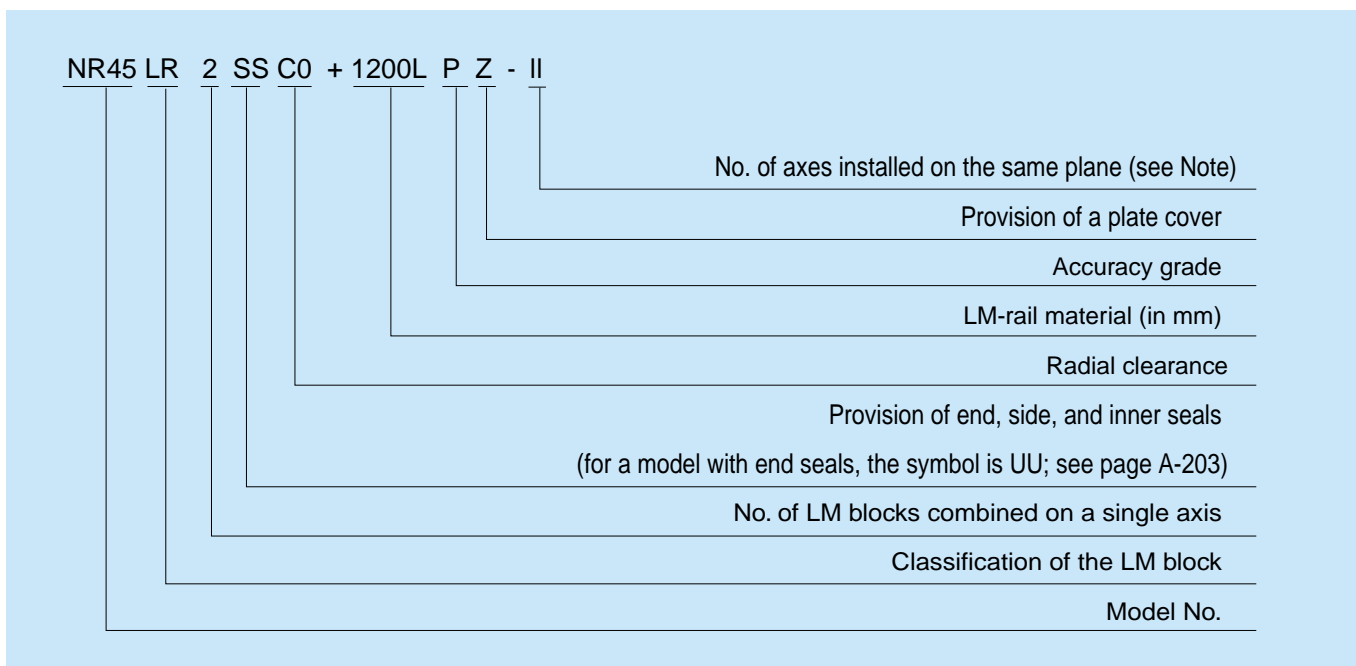 NR45 LR 2 SS C0 + 1200L P Z - II
No. of axes installed on the same plane (see Note)
Provision of a plate cover
Accuracy grade
LM-rail material (in mm)
Radial clearance
Provision of end, side, and inner seals
(for a model with end seals, the symbol is UU; see page A-203)
No. of LM blocks combined on a single axis
Classification of the LM block
Model No.